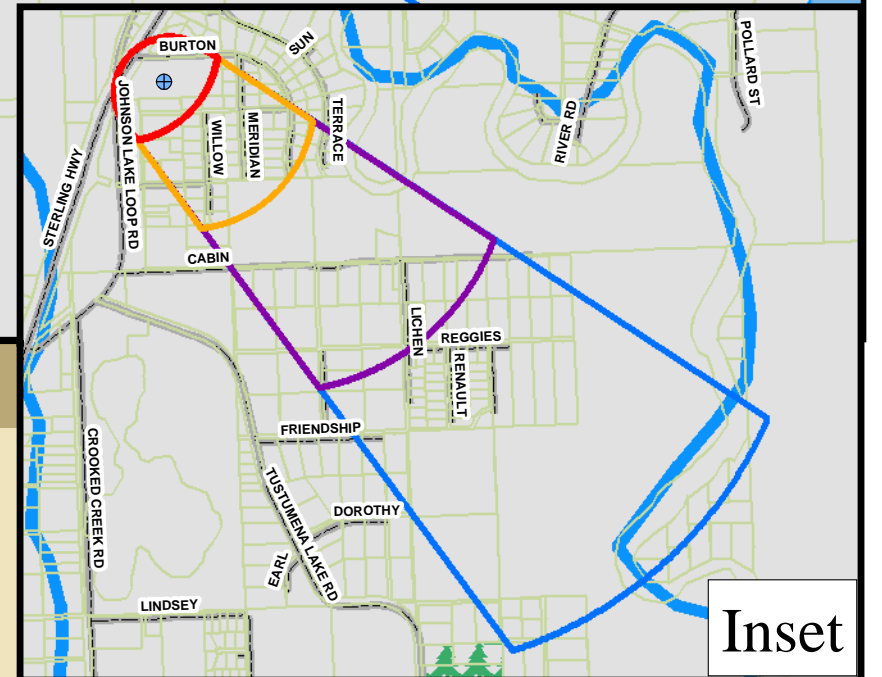 BURTON
SUN
POLLARD ST
JOHNSON LAKE LOOP RD
WILLOW
MERIDIAN
TERRACE
RIVER RD
STERLING HWY
CABIN
LICHEN
REGGIES
RENAULT
FRIENDSHIP
CROOKED CREEK RD
TUSTUMENA LAKE RD
DOROTHY
EARL
LINDSEY
Inset